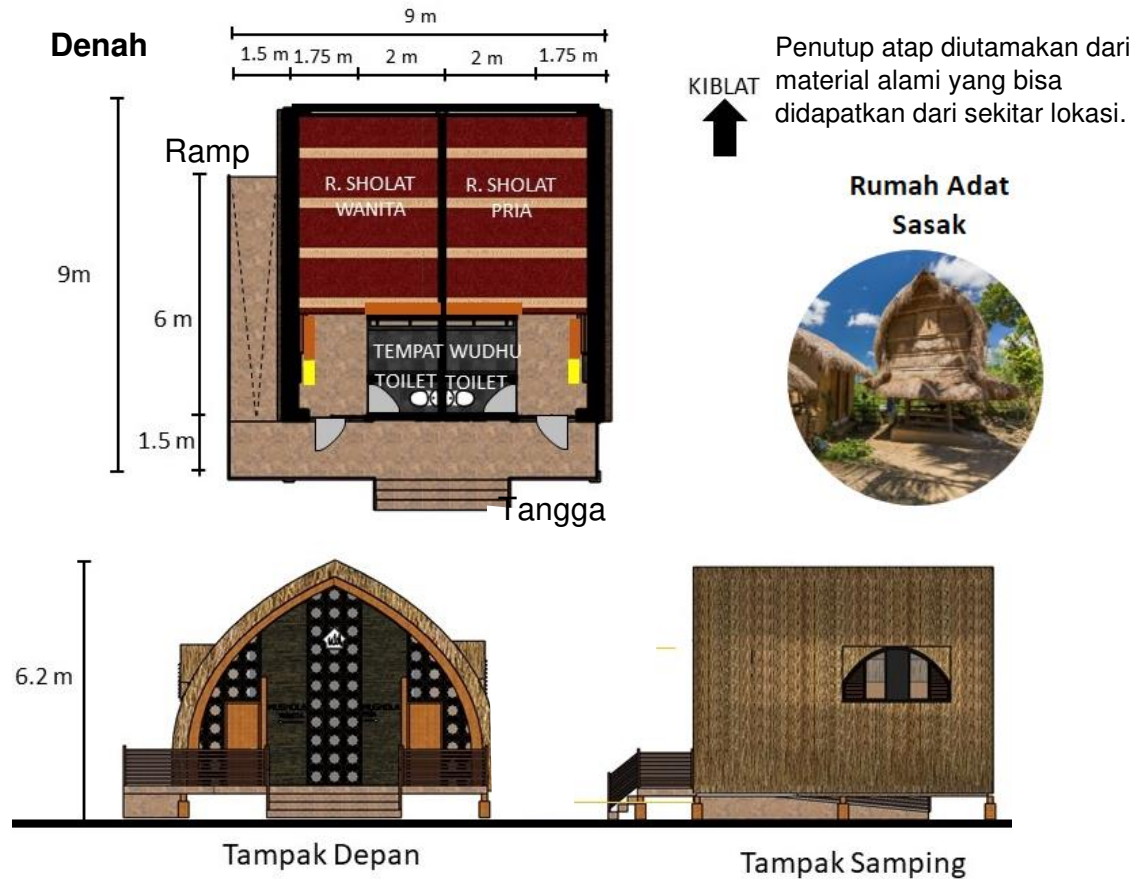 Denah
9 m
1.5 m 1.75 m 2 m 2 m 1.75 m
KIBLAT
Penutup atap diutamakan dari
material alami yang bisa
didapatkan dari sekitar lokasi.
Ramp
R. SHOLAT
WANITA
R. SHOLAT
PRIA
9m
6 m
TEMPAT WUDHU
TOILET TOILET
1.5 m
Tangga
Rumah Adat
Sasak
6.2 m
MUSHOLA
MUSHOLA
Tampak Depan
Tampak Samping